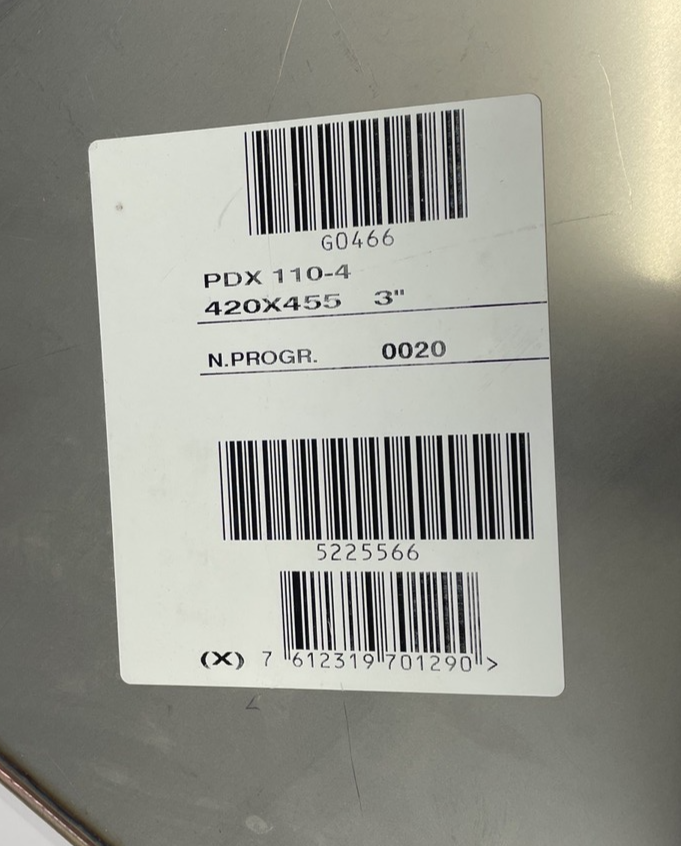 G0466
PDX 110-4
420X455 3"
N.PROGR. 0020
5225566
(X) 7 612319 701290 >